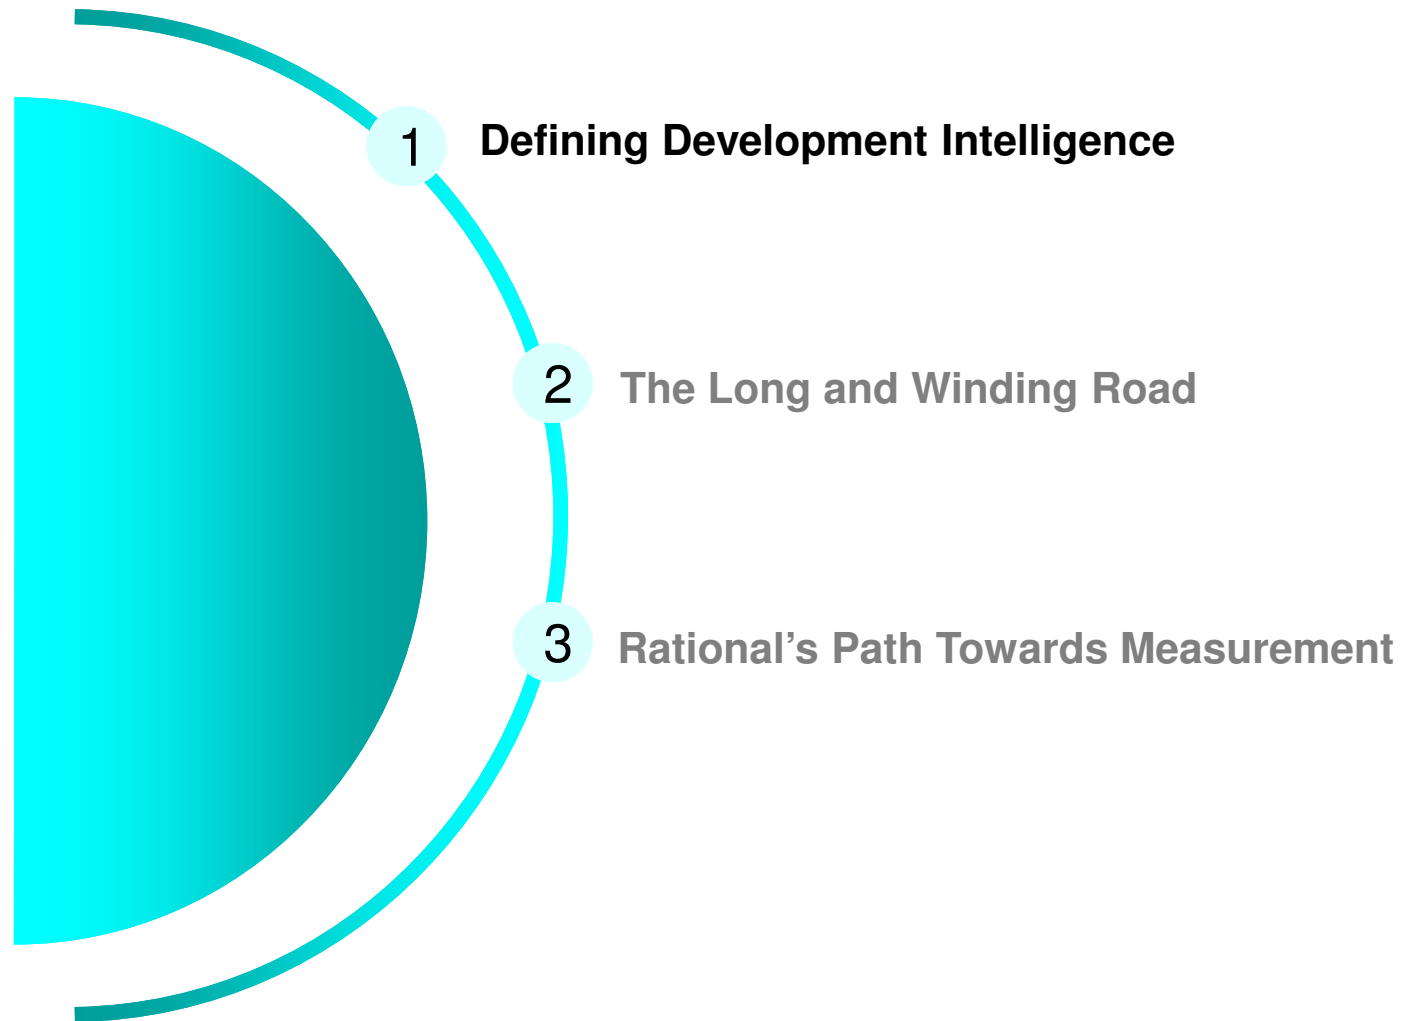 1 Defining Development Intelligence
2 The Long and Winding Road
3 Rational’s Path Towards Measurement